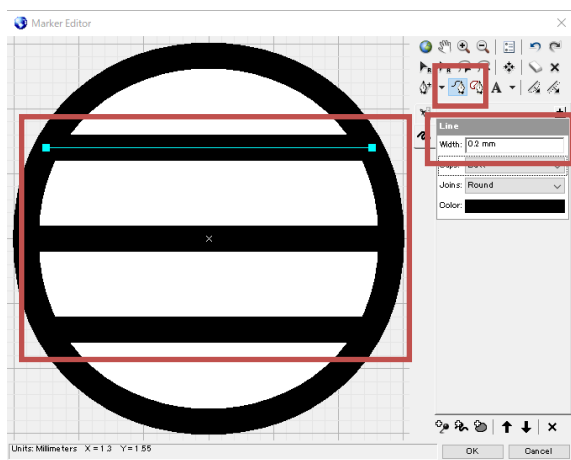 Marker Editor
A
Line
Width: 0.2 mm
Joins: Round
Color:
Units: Millimeters X = 1.3 Y = 1.55
OK Cancel